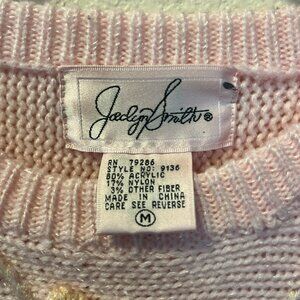 Jaclyn Smith®
RN 79286
STYLE NO: 9136
80% ACRYLIC
17% NYLON
3% OTHER FIBER
MADE IN CHINA
CARE SEE REVERSE
M